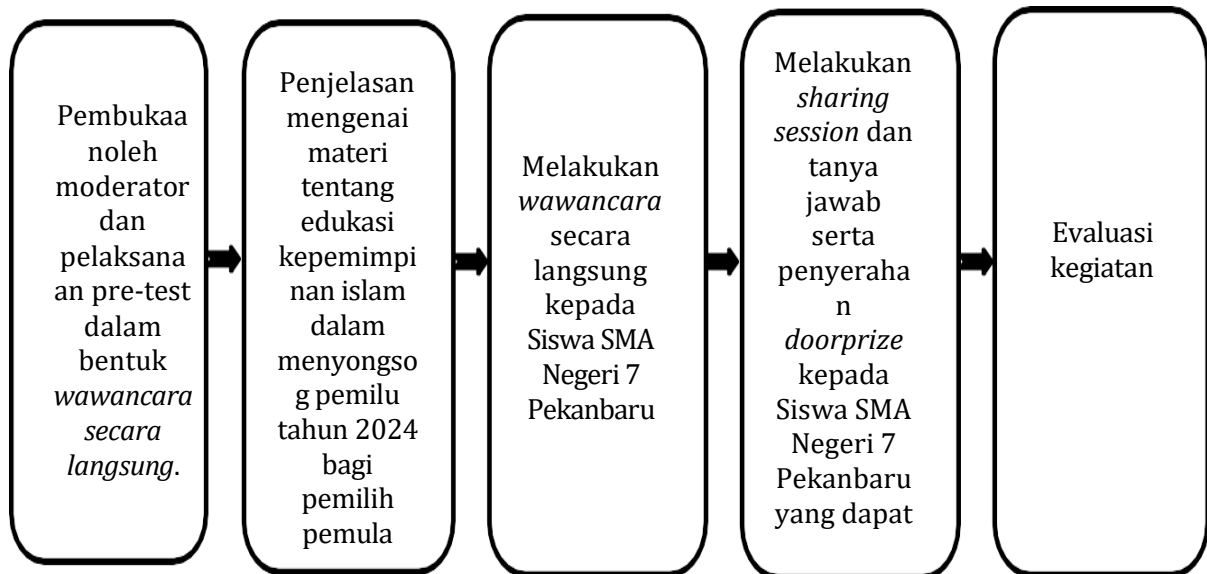 Pembukaa
noleh
moderator
dan
pelaksana
an pre-test
dalam
bentuk
wawancara
secara
langsung.
Penjelasan
mengenai
materi
tentang
edukasi
kepemimpi
nan islam
dalam
menyongso
g pemilu
tahun 2024
bagi
pemilih
pemula
Melakukan
wawancara
secara
langsung
kepada
Siswa SMA
Negeri 7
Pekanbaru
Melakukan
sharing
session dan
tanya
jawab
serta
penyeraha
n
doorprize
kepada
Siswa SMA
Negeri 7
Pekanbaru
yang dapat
Evaluasi
kegiatan